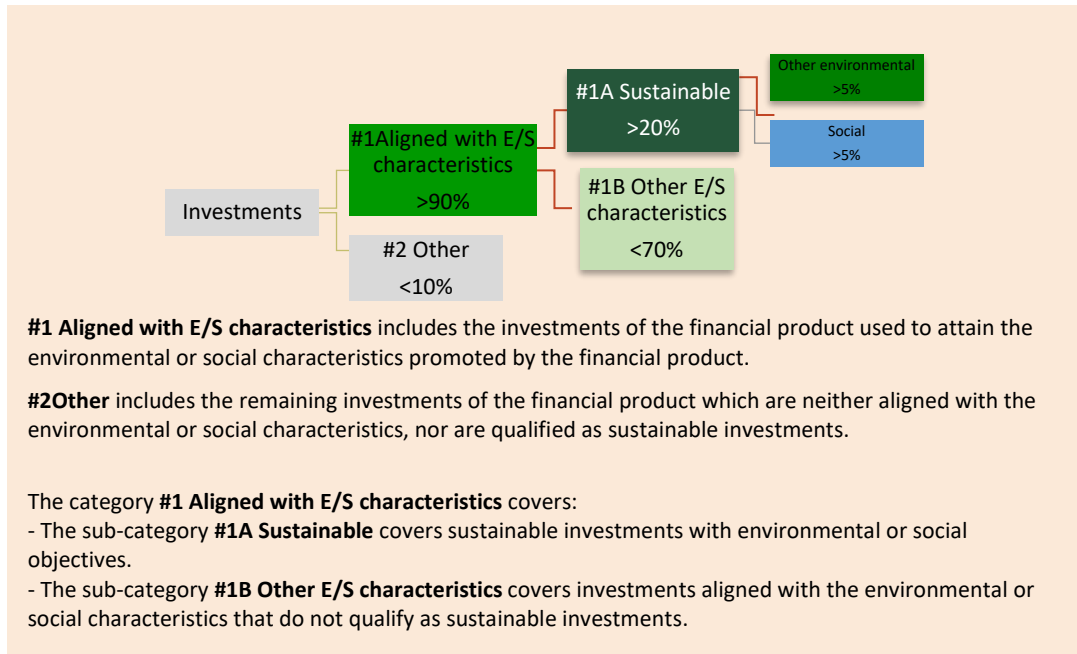 Other environmental
>5%
#1A Sustainable
>20%
Social
>5%
#1Aligned with E/S
characteristics
>90%
#1B Other E/S
characteristics
<70%
Investments
#2 Other
<10%
#1 Aligned with E/S characteristics includes the investments of the financial product used to attain the
environmental or social characteristics promoted by the financial product.
#2Other includes the remaining investments of the financial product which are neither aligned with the
environmental or social characteristics, nor are qualified as sustainable investments.
The category #1 Aligned with E/S characteristics covers:
- The sub-category #1A Sustainable covers sustainable investments with environmental or social
objectives.
- The sub-category #1B Other E/S characteristics covers investments aligned with the environmental or
social characteristics that do not qualify as sustainable investments.